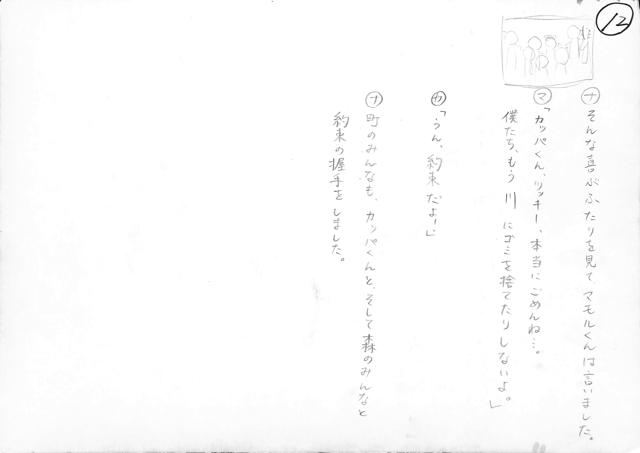 12
ナ そんな喜ぶふたりを見て、マモルくんは言いました。
マ「カッパくん、リッキー、本当にごめんね…。
僕たち、もう川にゴミを捨てたりしないよ。」
カ「うん、約束だよー!」
ナ 町のみんなも、カッパくんと、そして森のみんなと
約束の握手をしました。